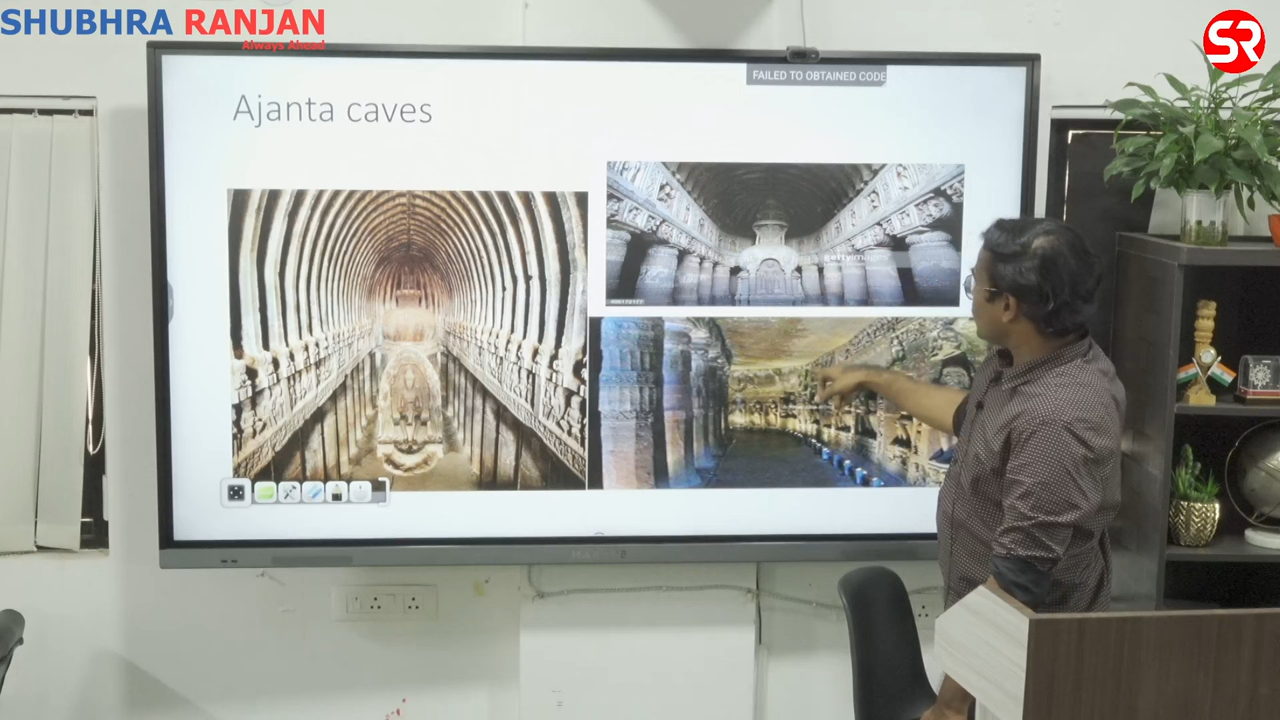 SHUBHRA RANJAN
Always Ahead
SR
FAILED TO OBTAINED CODE
Ajanta caves
gettyimages